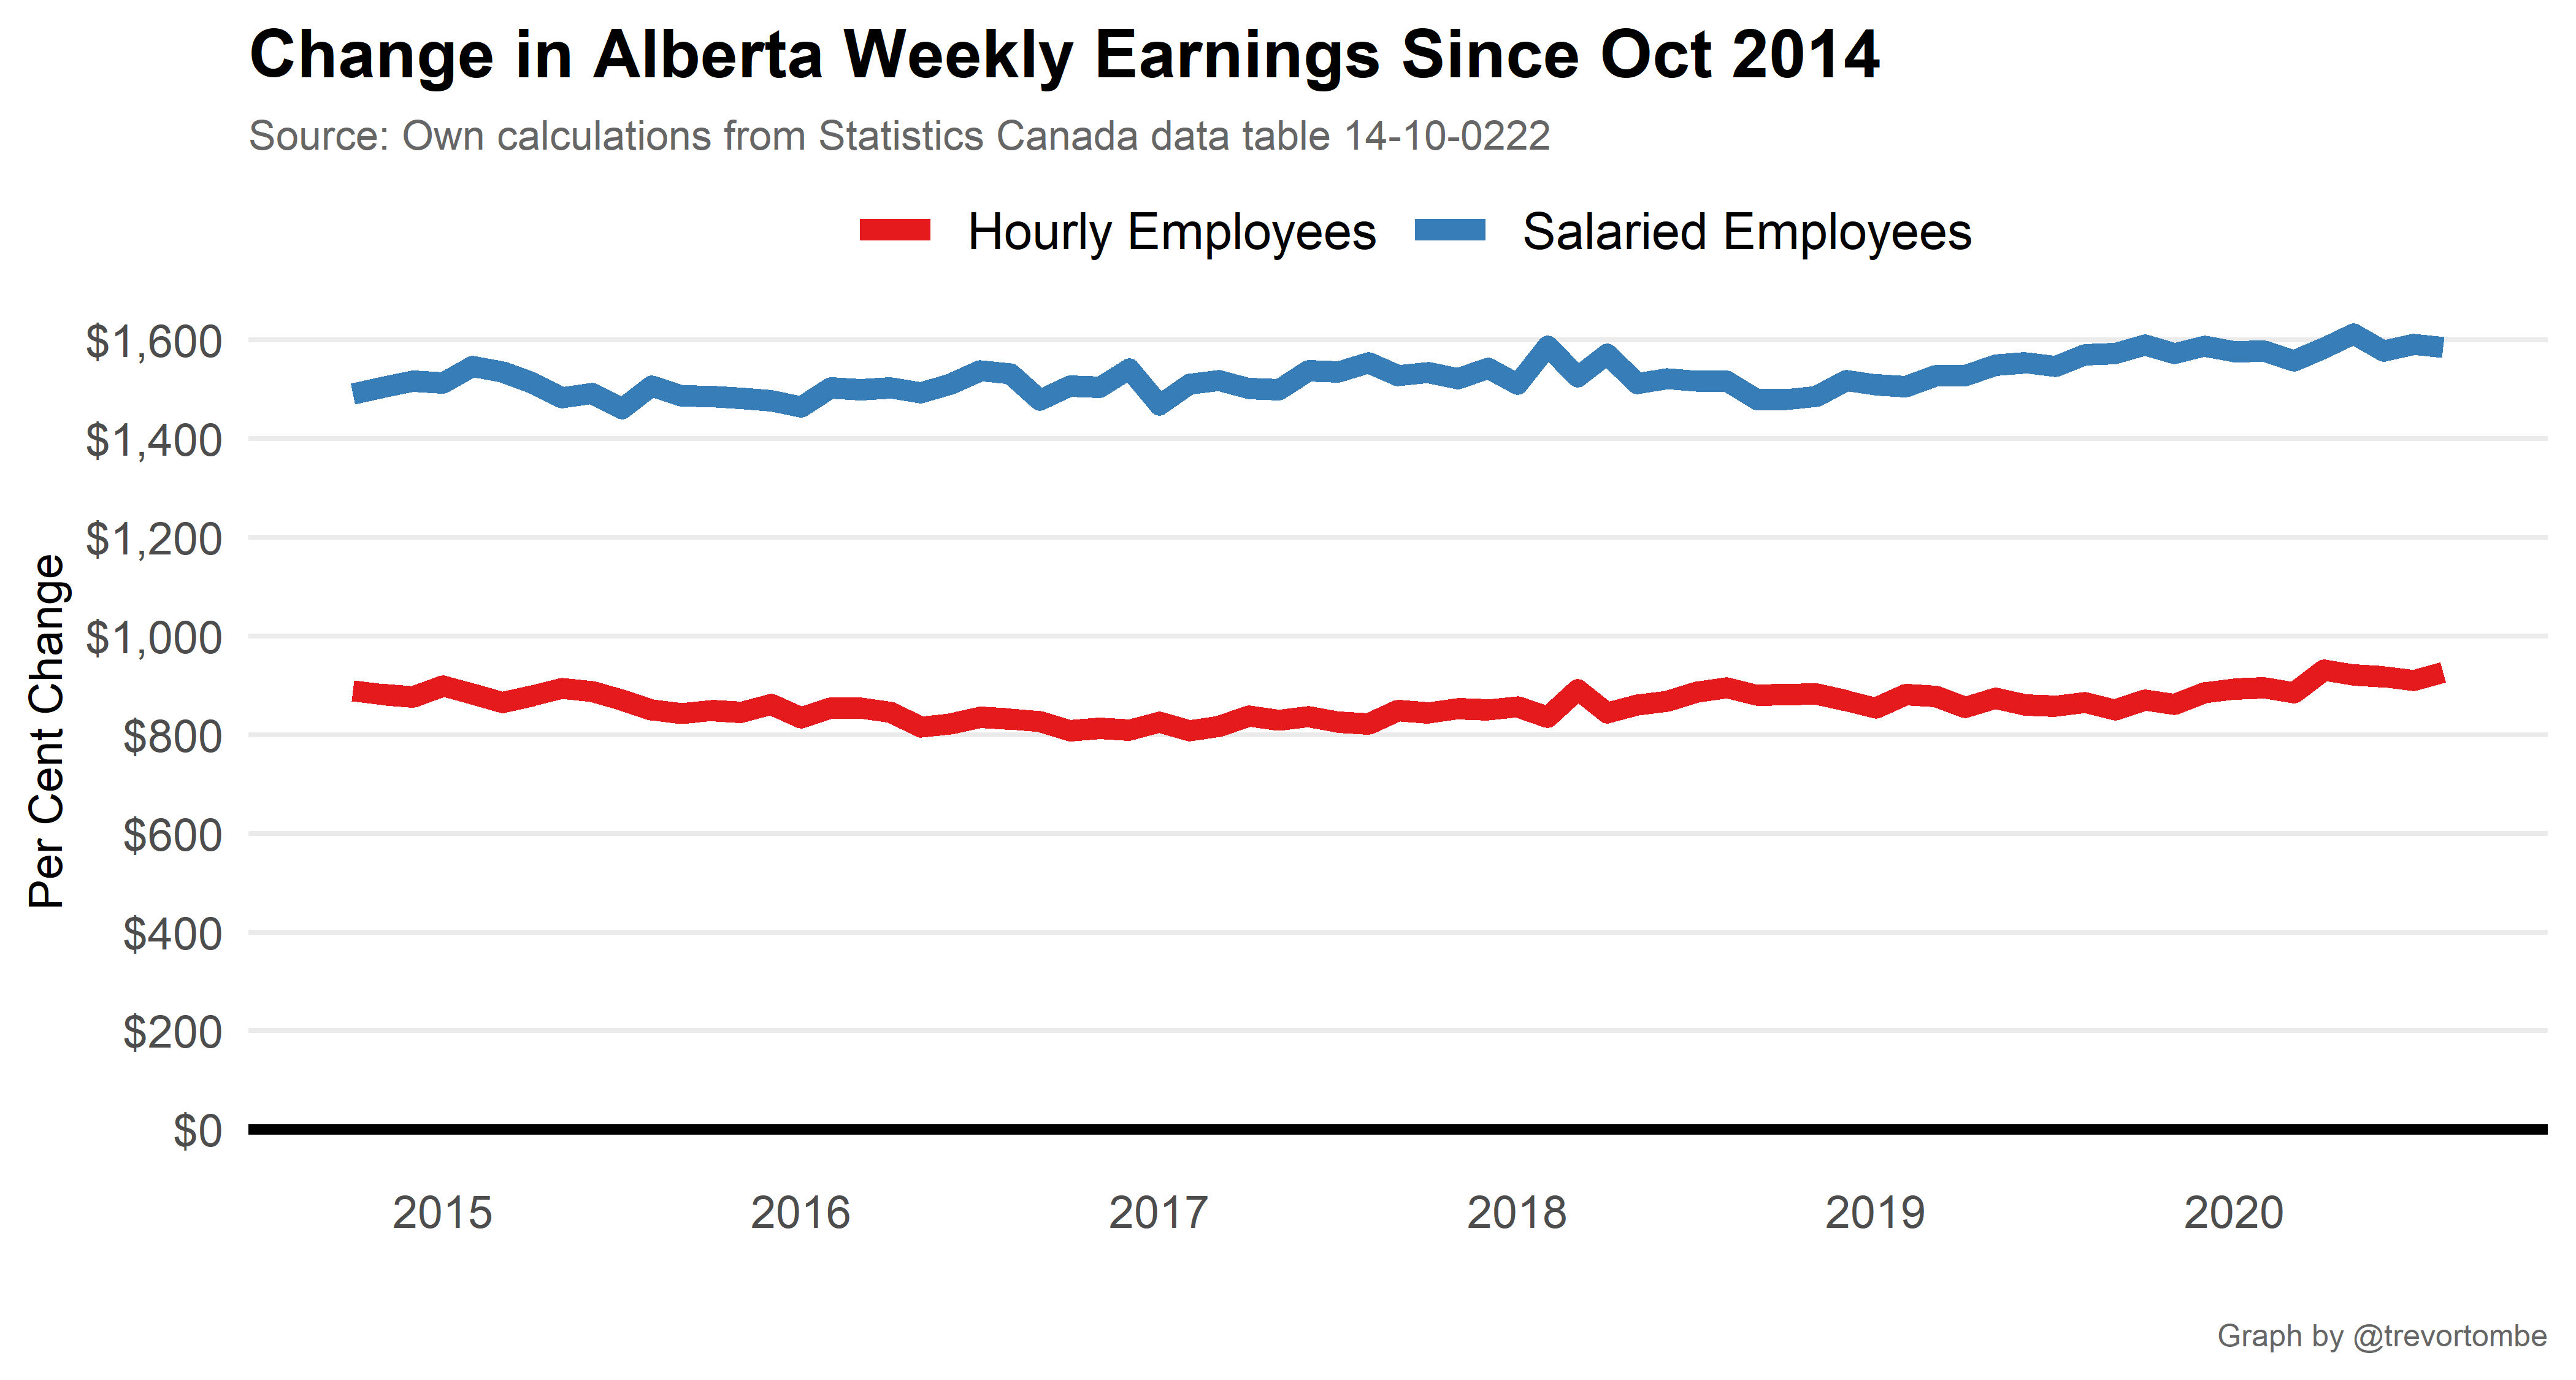 Change in Alberta Weekly Earnings Since Oct 2014
Source: Own calculations from Statistics Canada data table 14-10-0222
Hourly Employees Salaried Employees
Per Cent Change
$1,600
$1,400
$1,200
$1,000
$800
$600
$400
$200
$0
2015 2016 2017 2018 2019 2020
Graph by @trevortombe